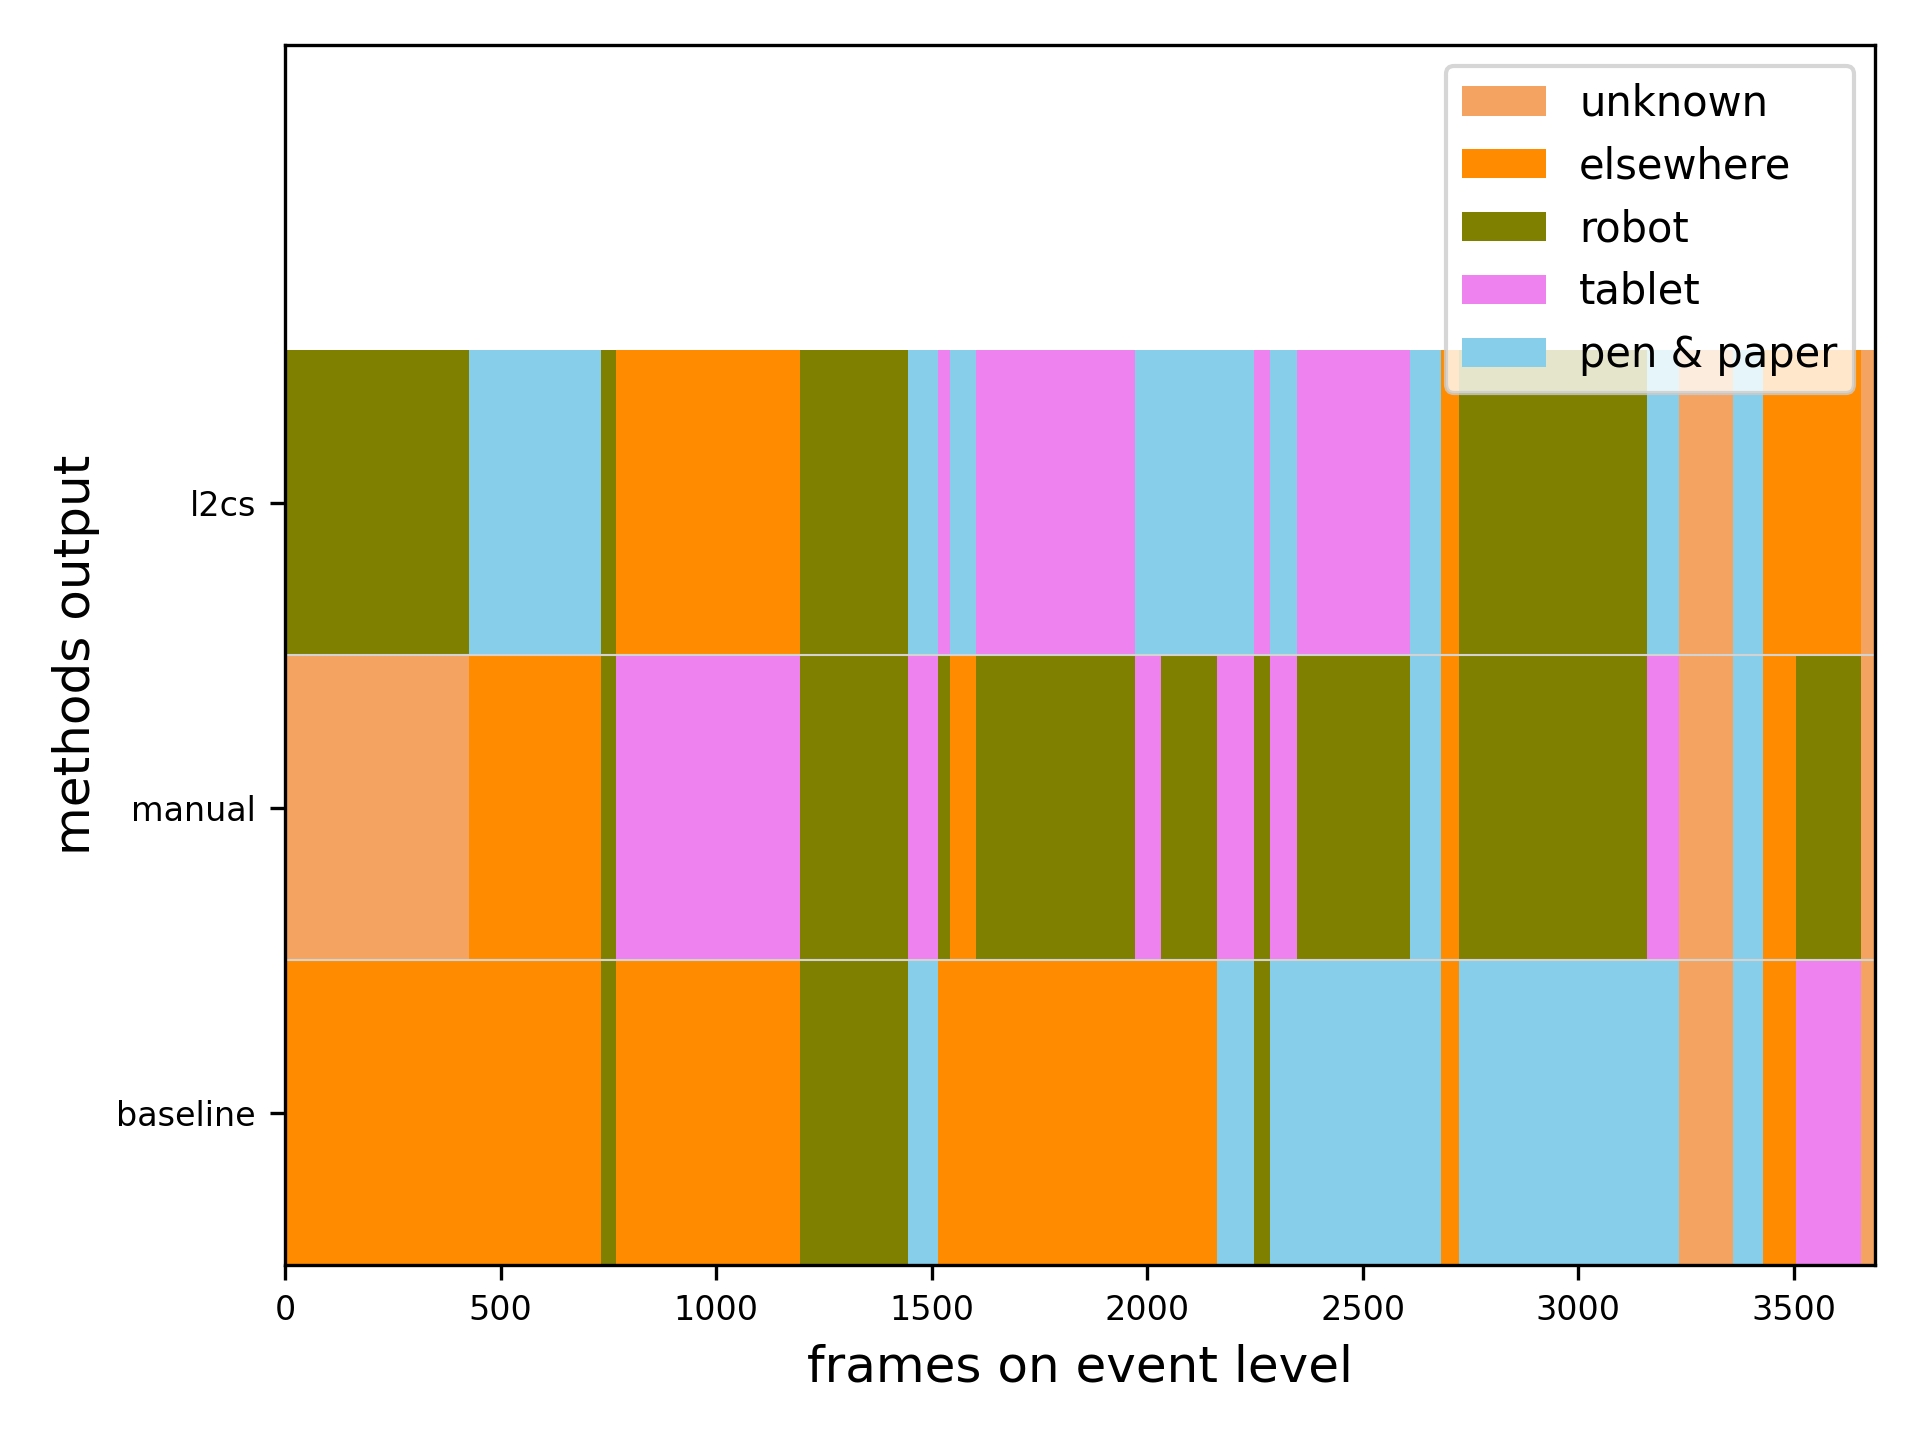 unknown
elsewhere
robot
tablet
pen & paper
methods output
l2cs
manual
baseline
0 500 1000 1500 2000 2500 3000 3500
frames on event level